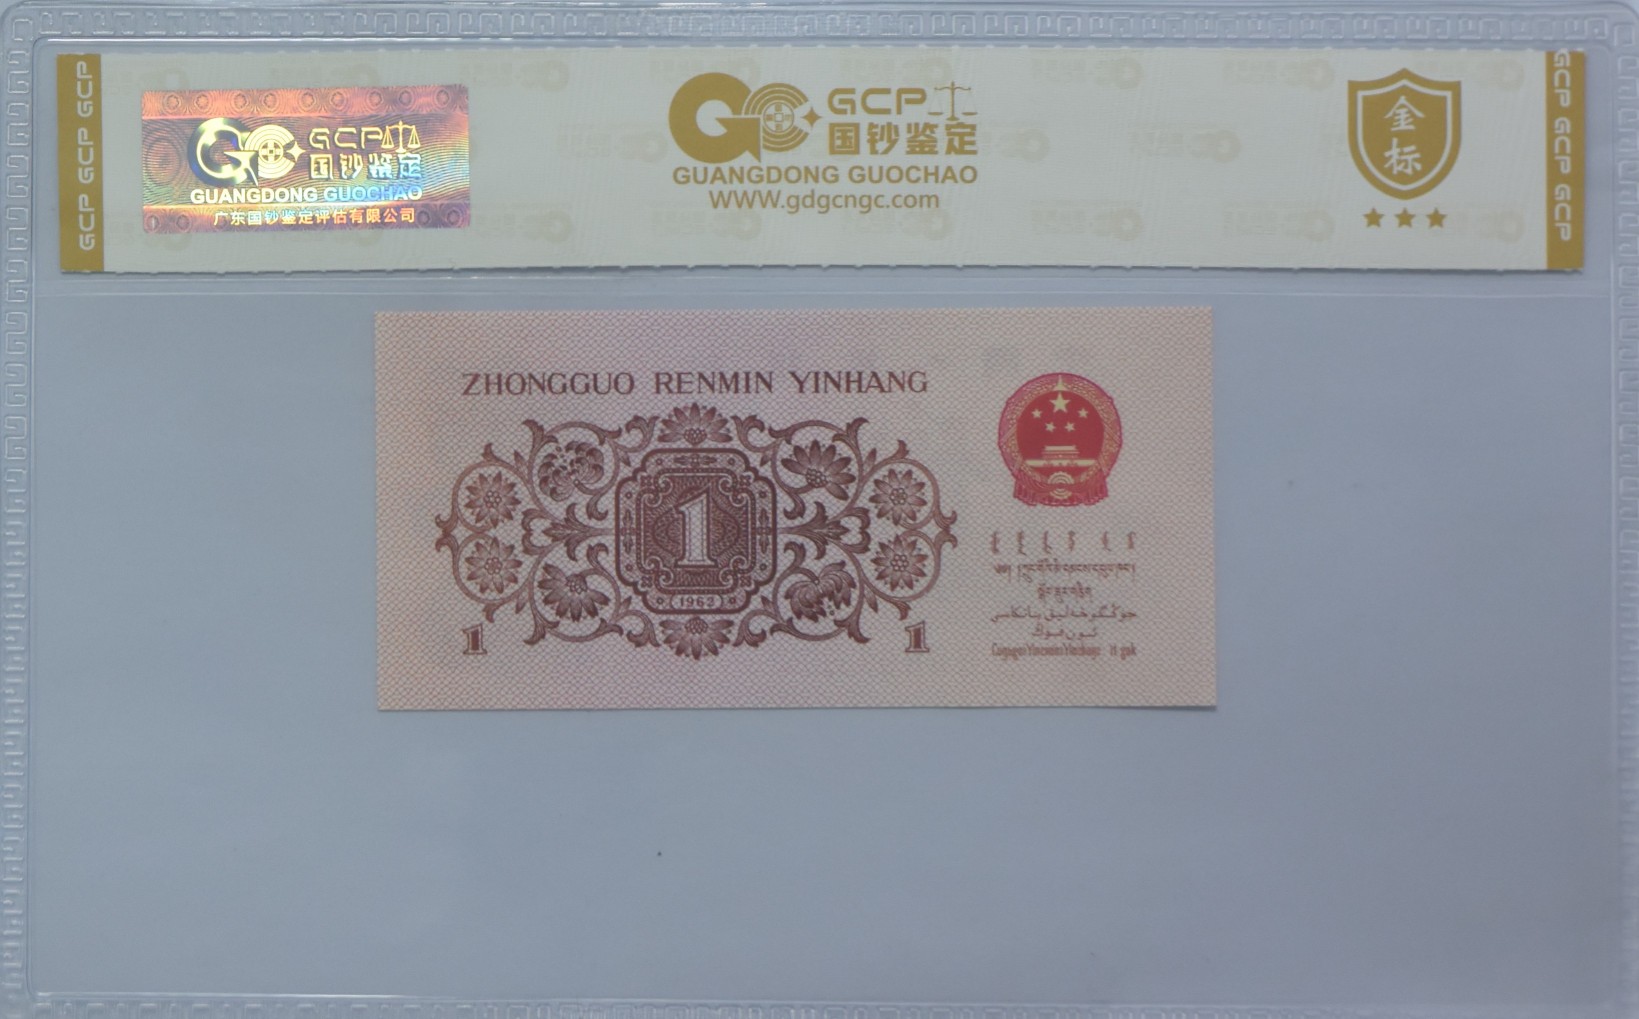 GCP GCP GCP
GCP
国钞鉴定
GUANGDONG GUOCHAO
广东国钞鉴定评估有限公司
GCP
国钞鉴定
GUANGDONG GUOCHAO
www.gdgcngc.com
金
标
GCP GCP GCP
ZHONGGUO RENMIN YINHANG
1
(1962)
1
1